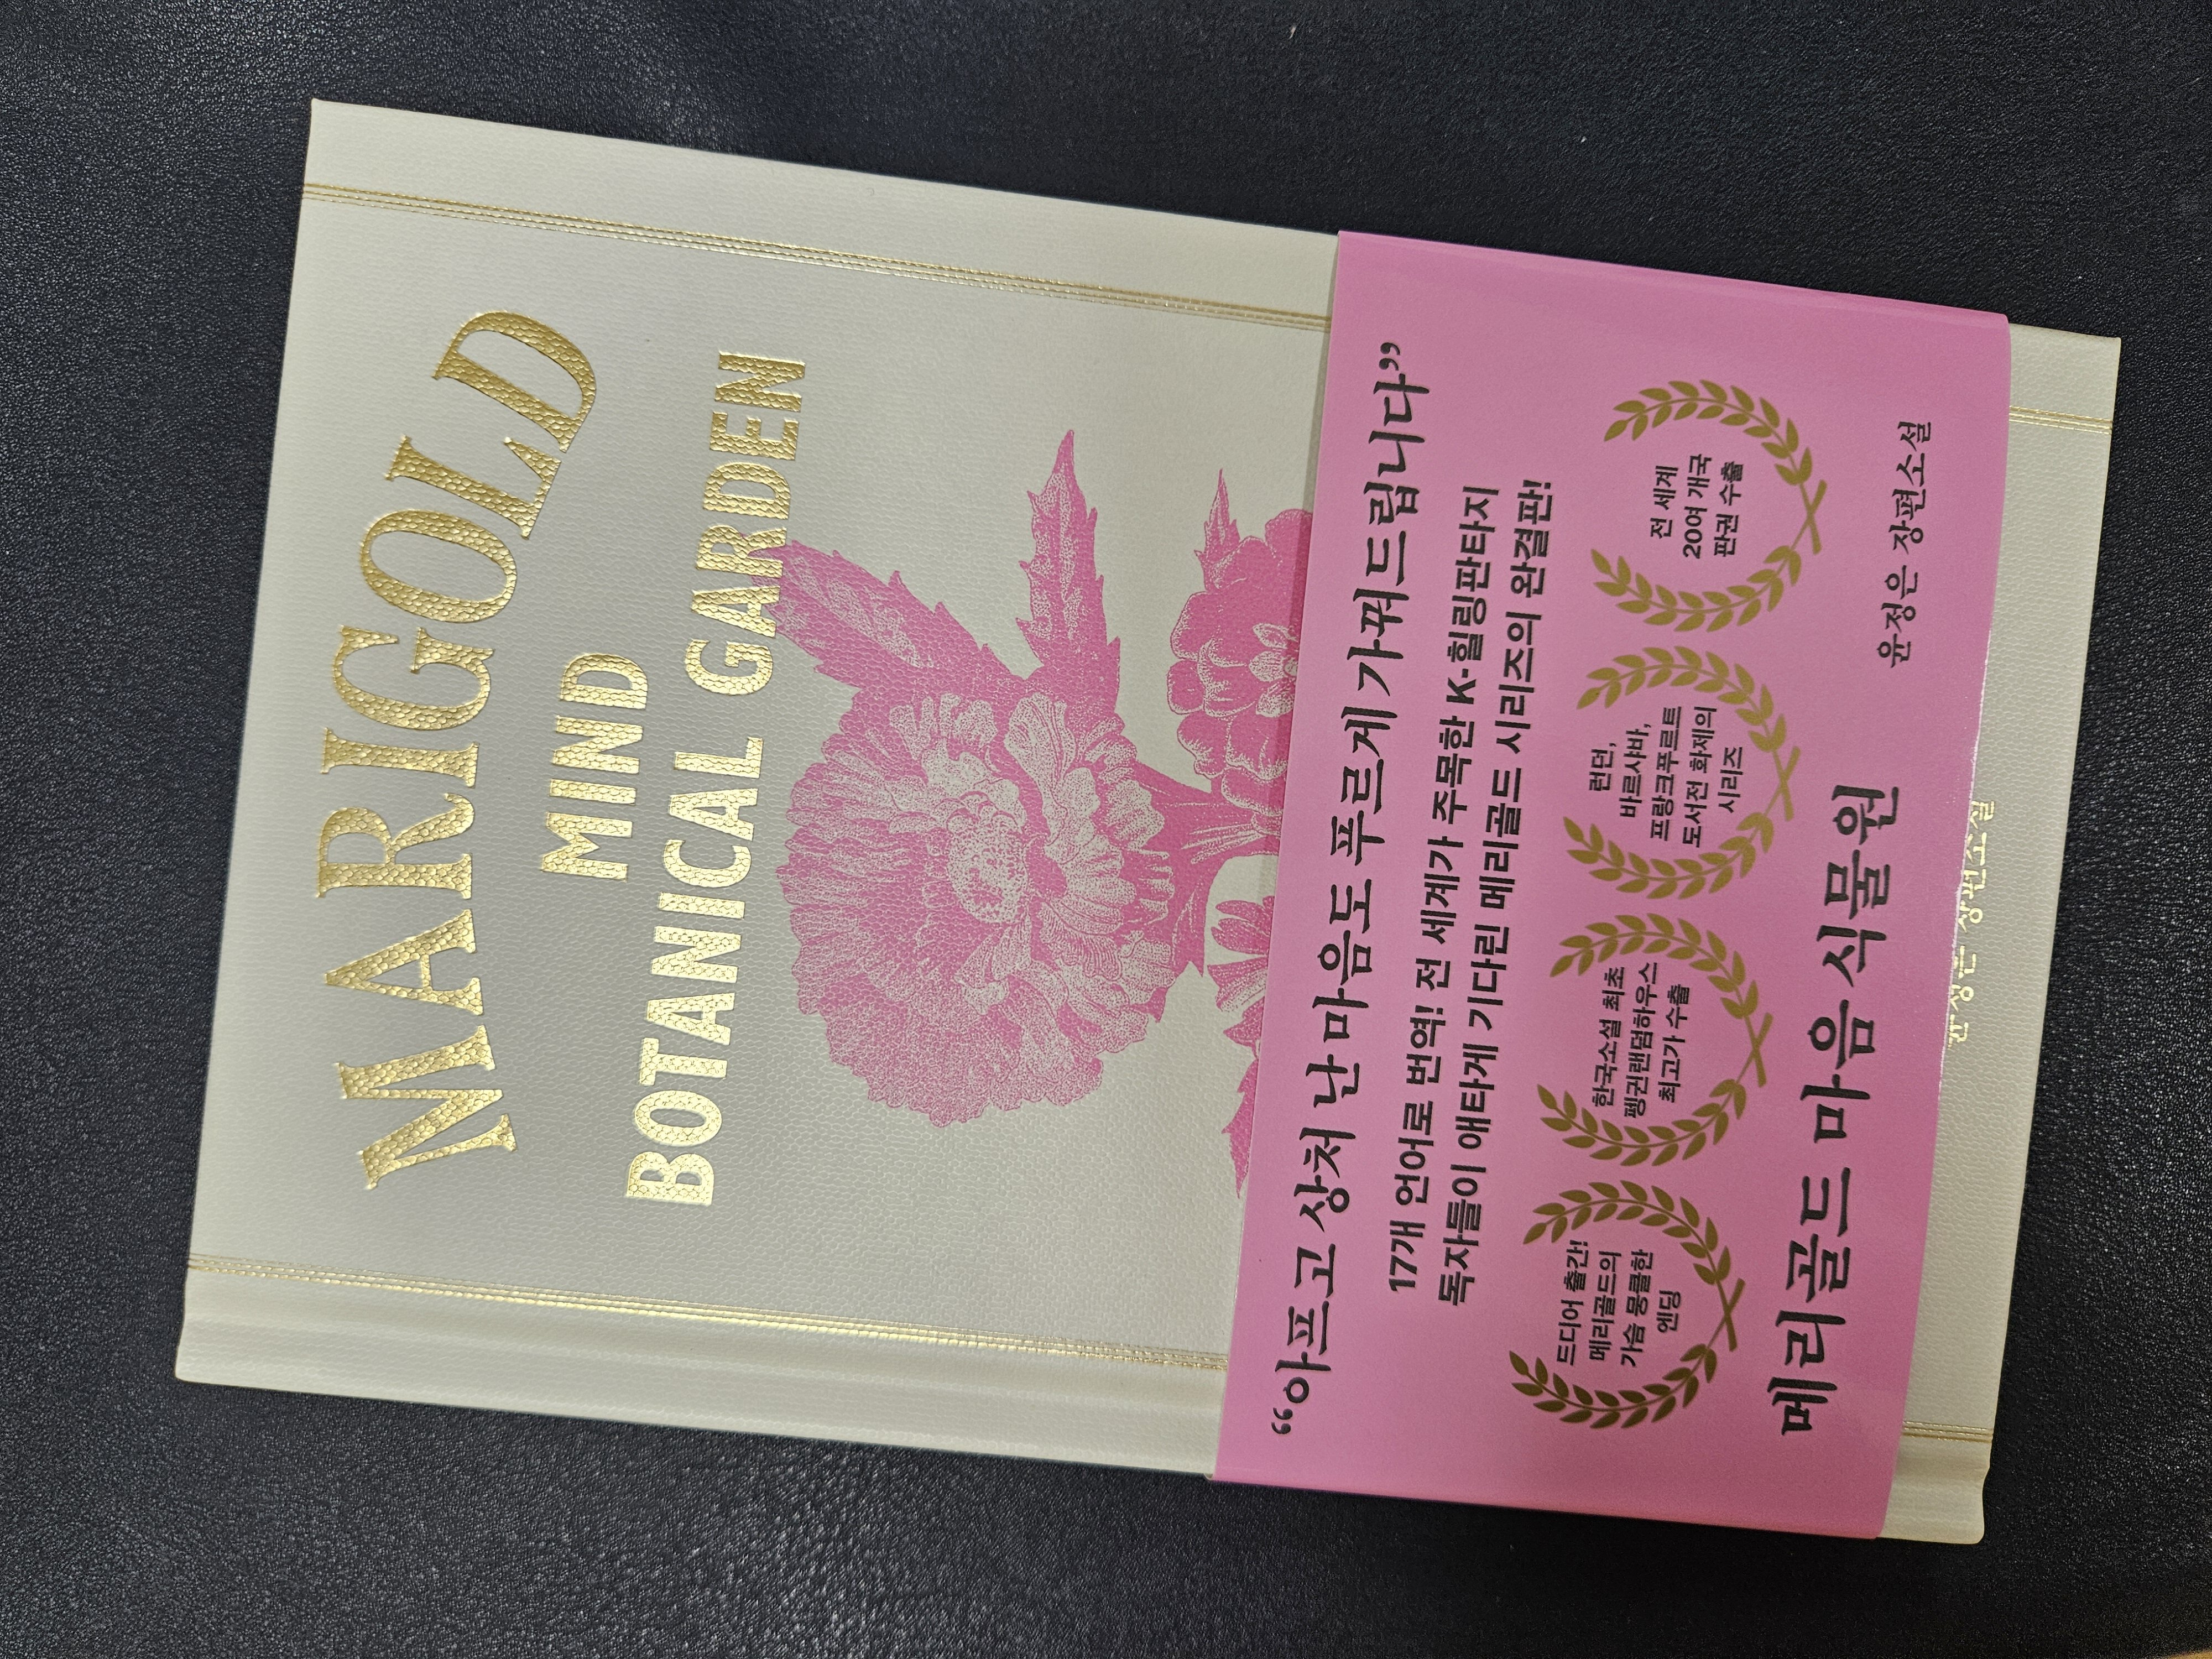 MARIGOLD
MIND
BOTANICAL GARDEN
“아프고 상처 난 마음도 푸르게 가꿔드립니다”
17개 언어로 번역! 전 세계가 주목한 K-힐링판타지
독자들이 애타게 기다린 메리골드 시리즈의 완결판!
드디어 출간!
메리골드의
가슴 뭉클한
엔딩
한국소설 최초
펭귄랜덤하우스
최고가 수출
런던,
바르샤바,
프랑크푸르트
도서전 화제의
시리즈
전 세계
20여 개국
판권 수출
메리골드 마음 식물원
윤정은 장편소설